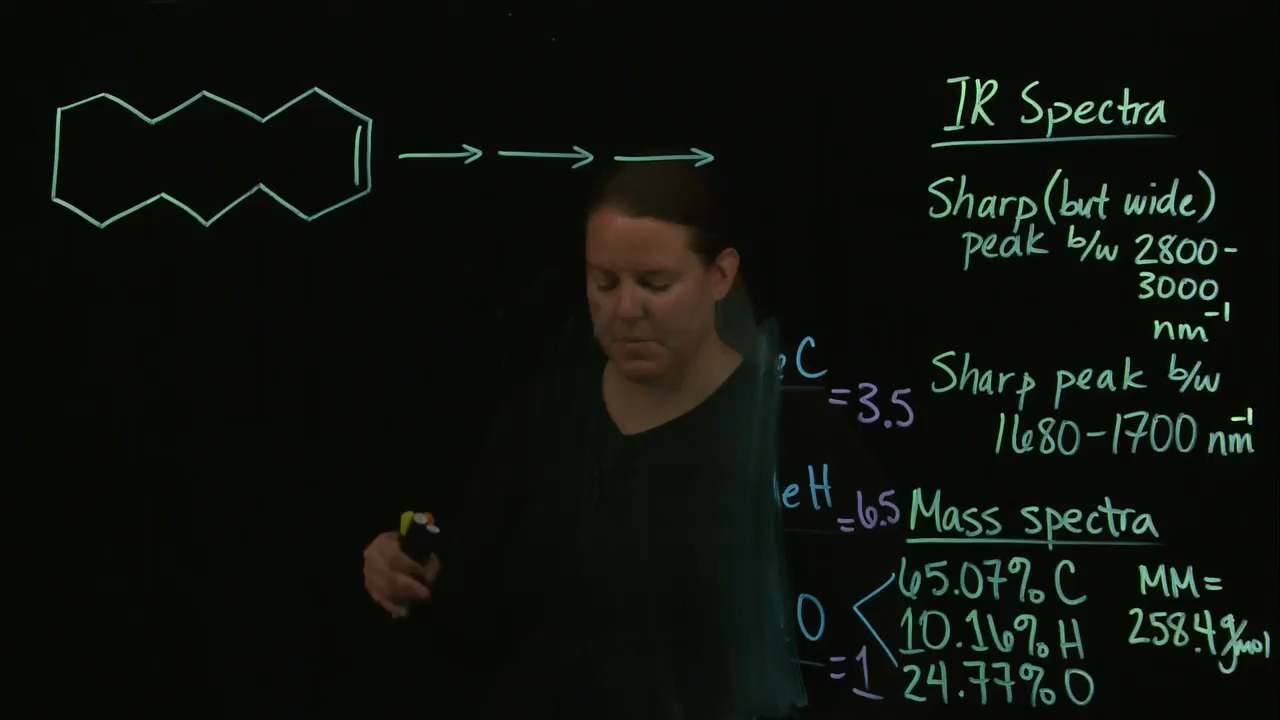 IR Spectra
Sharp (but wide)
peak b/w 2800-
3000
nm⁻¹
C
=3.5
Sharp peak b/w
1680-1700 nm⁻¹
H
=6.5
Mass spectra
65.07% C
MM=
O
10.16% H
258.4 g/mol
=1
24.77% O